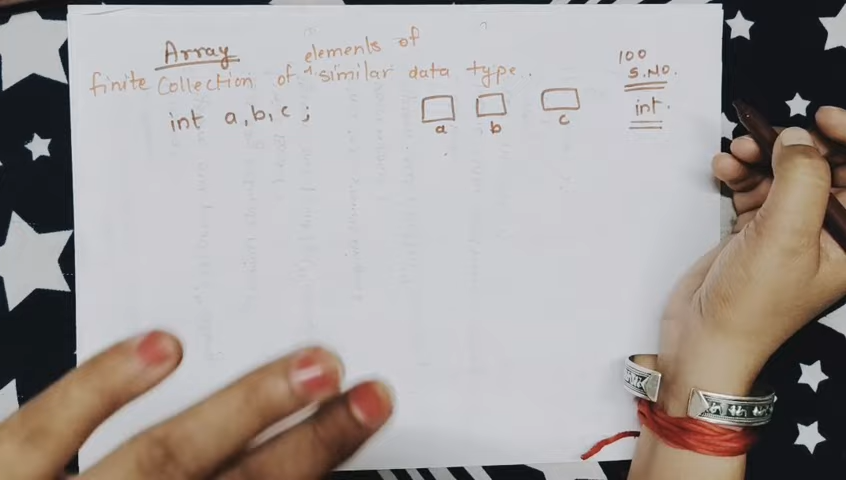 Array
finite Collection of elements of similar data type.
int a, b, c ;
a b c
100
S.NO.
int.